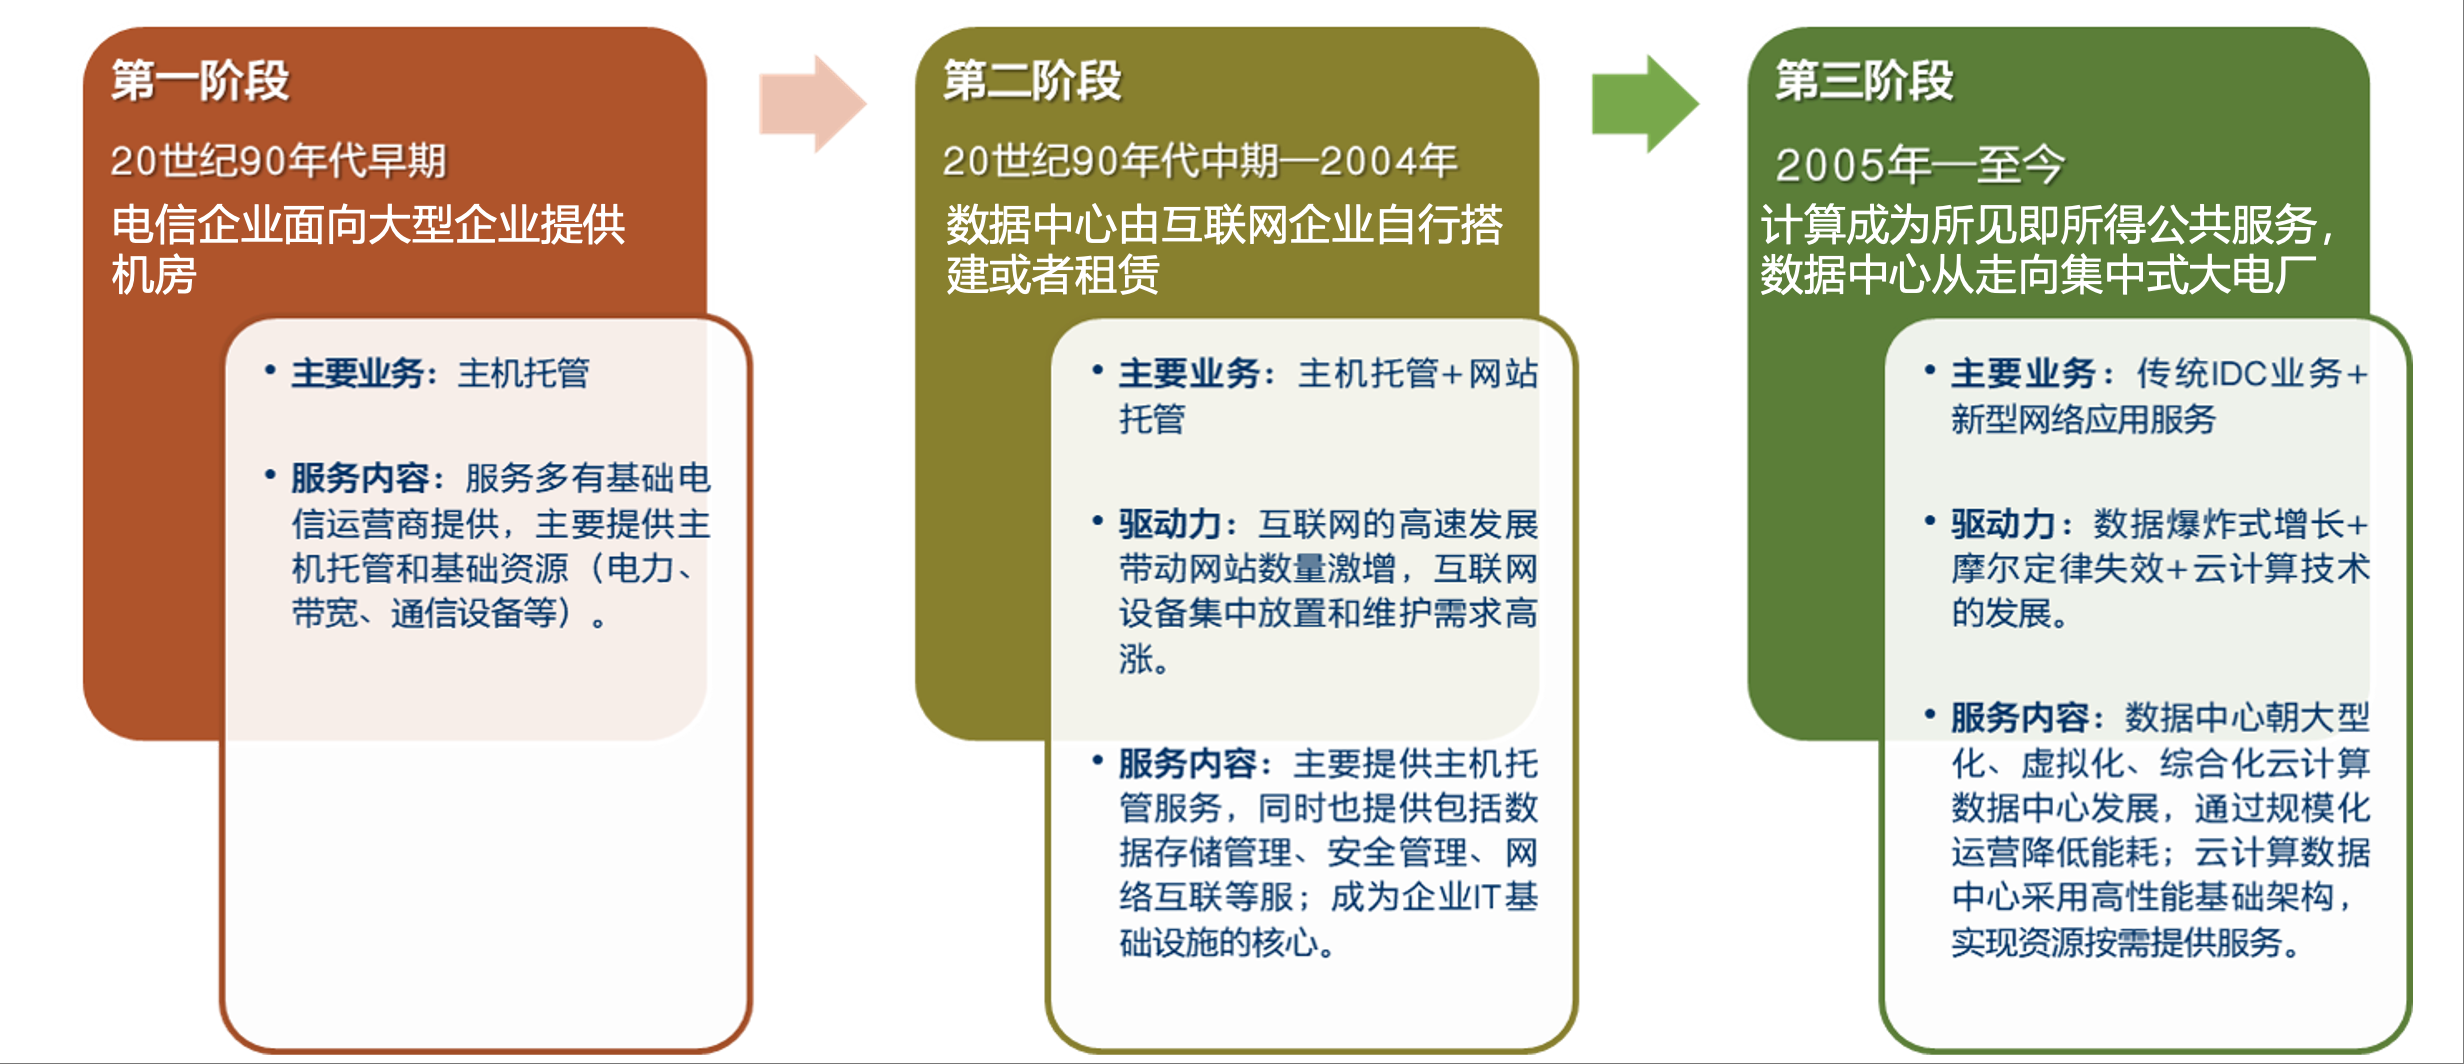 第一阶段
20世纪90年代早期
电信企业面向大型企业提供
机房
• 主要业务：主机托管
• 服务内容：服务多有基础电
信运营商提供，主要提供主
机托管和基础资源（电力、
带宽、通信设备等）。
第二阶段
20世纪90年代中期—2004年
数据中心由互联网企业自行搭
建或者租赁
• 主要业务：主机托管+网站
托管
• 驱动力：互联网的高速发展
带动网站数量激增，互联网
设备集中放置和维护需求高
涨。
• 服务内容：主要提供主机托
管服务，同时也提供包括数
据存储管理、安全管理、网
络互联等服；成为企业IT基
础设施的核心。
第三阶段
2005年—至今
计算成为所见即所得公共服务，
数据中心从走向集中式大电厂
• 主要业务：传统IDC业务+
新型网络应用服务
• 驱动力：数据爆炸式增长+
摩尔定律失效+云计算技术
的发展。
• 服务内容：数据中心朝大型
化、虚拟化、综合化云计算
数据中心发展，通过规模化
运营降低能耗；云计算数据
中心采用高性能基础架构，
实现资源按需提供服务。